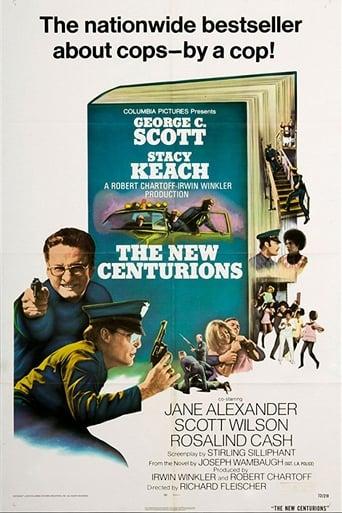 The nationwide bestseller
about cops—by a cop!
COLUMBIA PICTURES Presents
GEORGE C.
SCOTT
STACY
KEACH
A ROBERT CHARTOFF-IRWIN WINKLER
PRODUCTION
THE NEW
CENTURIONS
co-starring
JANE ALEXANDER
SCOTT WILSON
ROSALIND CASH
Screenplay by STIRLING SILLIPHANT
From the Novel by JOSEPH WAMBAUGH (SGT. L.A. POLICE)
Produced by
IRWIN WINKLER and ROBERT CHARTOFF
Directed by RICHARD FLEISCHER
"THE NEW CENTURIONS"